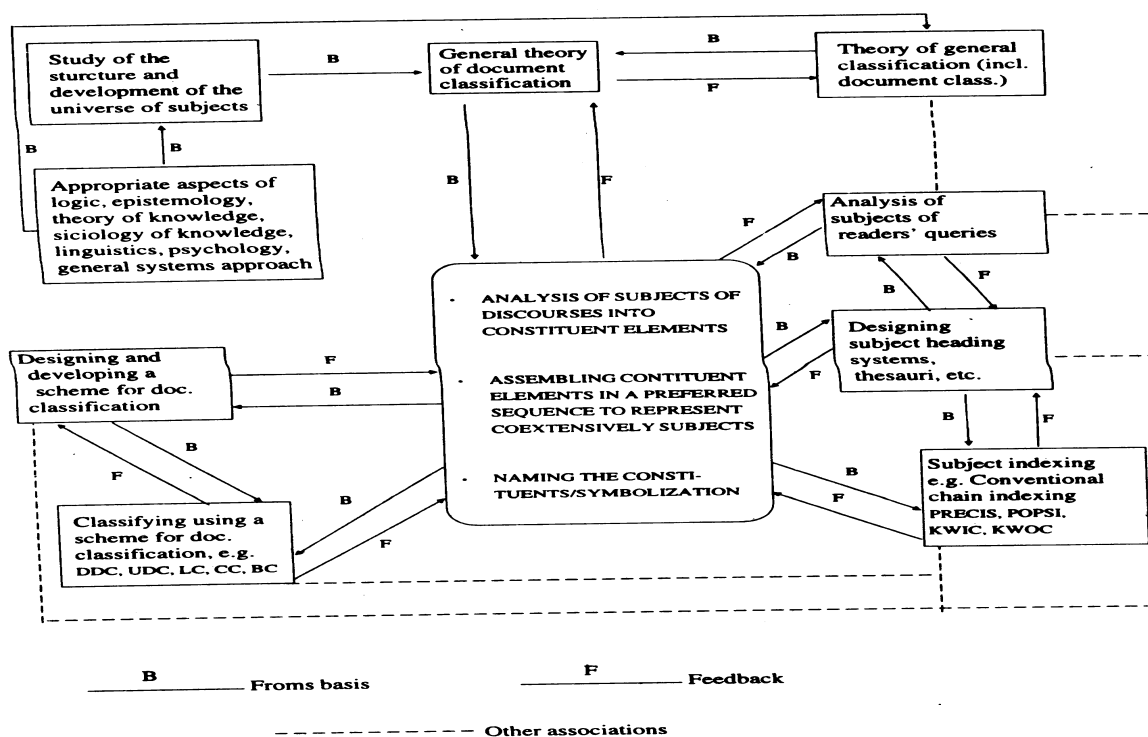 Study of the
sturcture and
development of the
universe of subjects
B
General theory
of document
classification
B
F
Theory of general
classification (incl.
document class.)
B
B
Appropriate aspects of
logic, epistemology,
theory of knowledge,
siciology of knowledge,
linguistics, psychology,
general systems approach
B
F
F
B
Analysis of
subjects of
readers' queries
B
F
· ANALYSIS OF SUBJECTS OF
DISCOURSES INTO
CONSTITUENT ELEMENTS
· ASSEMBLING CONTITUENT
ELEMENTS IN A PREFERRED
SEQUENCE TO REPRESENT
COEXTENSIVELY SUBJECTS
· NAMING THE CONSTI-
TUENTS/SYMBOLIZATION
B
F
Designing
subject heading
systems,
thesauri, etc.
Designing and
developing a
scheme for doc.
classification
F
B
B
F
B
F
B
F
Subject indexing
e.g. Conventional
chain indexing
PRECIS, POPSI,
KWIC, KWOC
B
F
Classifying using a
scheme for doc.
classification, e.g.
DDC, UDC, LC, CC, BC
B
Froms basis
F
Feedback
Other associations